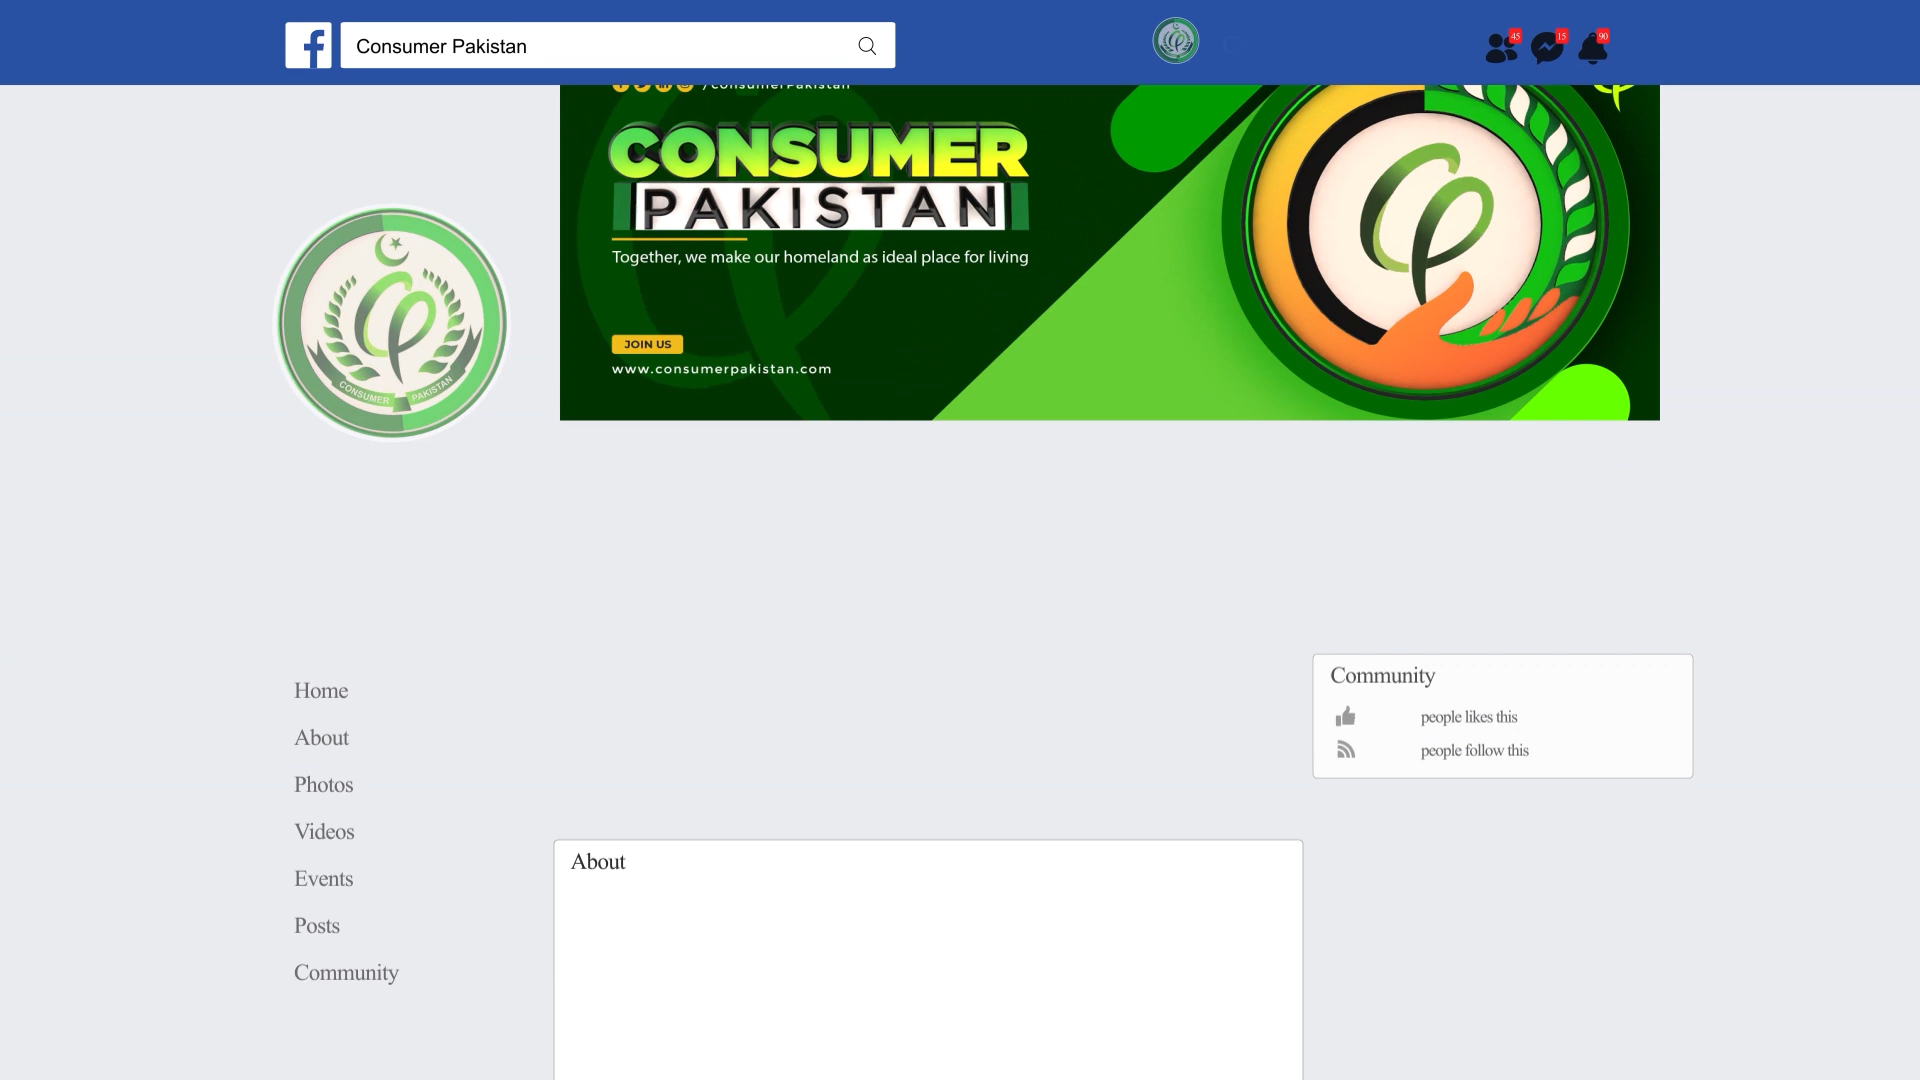 Consumer Pakistan
45
15
90
/consumerPakistan
CONSUMER
PAKISTAN
Together, we make our homeland as ideal place for living
JOIN US
www.consumerpakistan.com
CONSUMER PAKISTAN
Home
About
Photos
Videos
Events
Posts
Community
Community
people likes this
people follow this
About